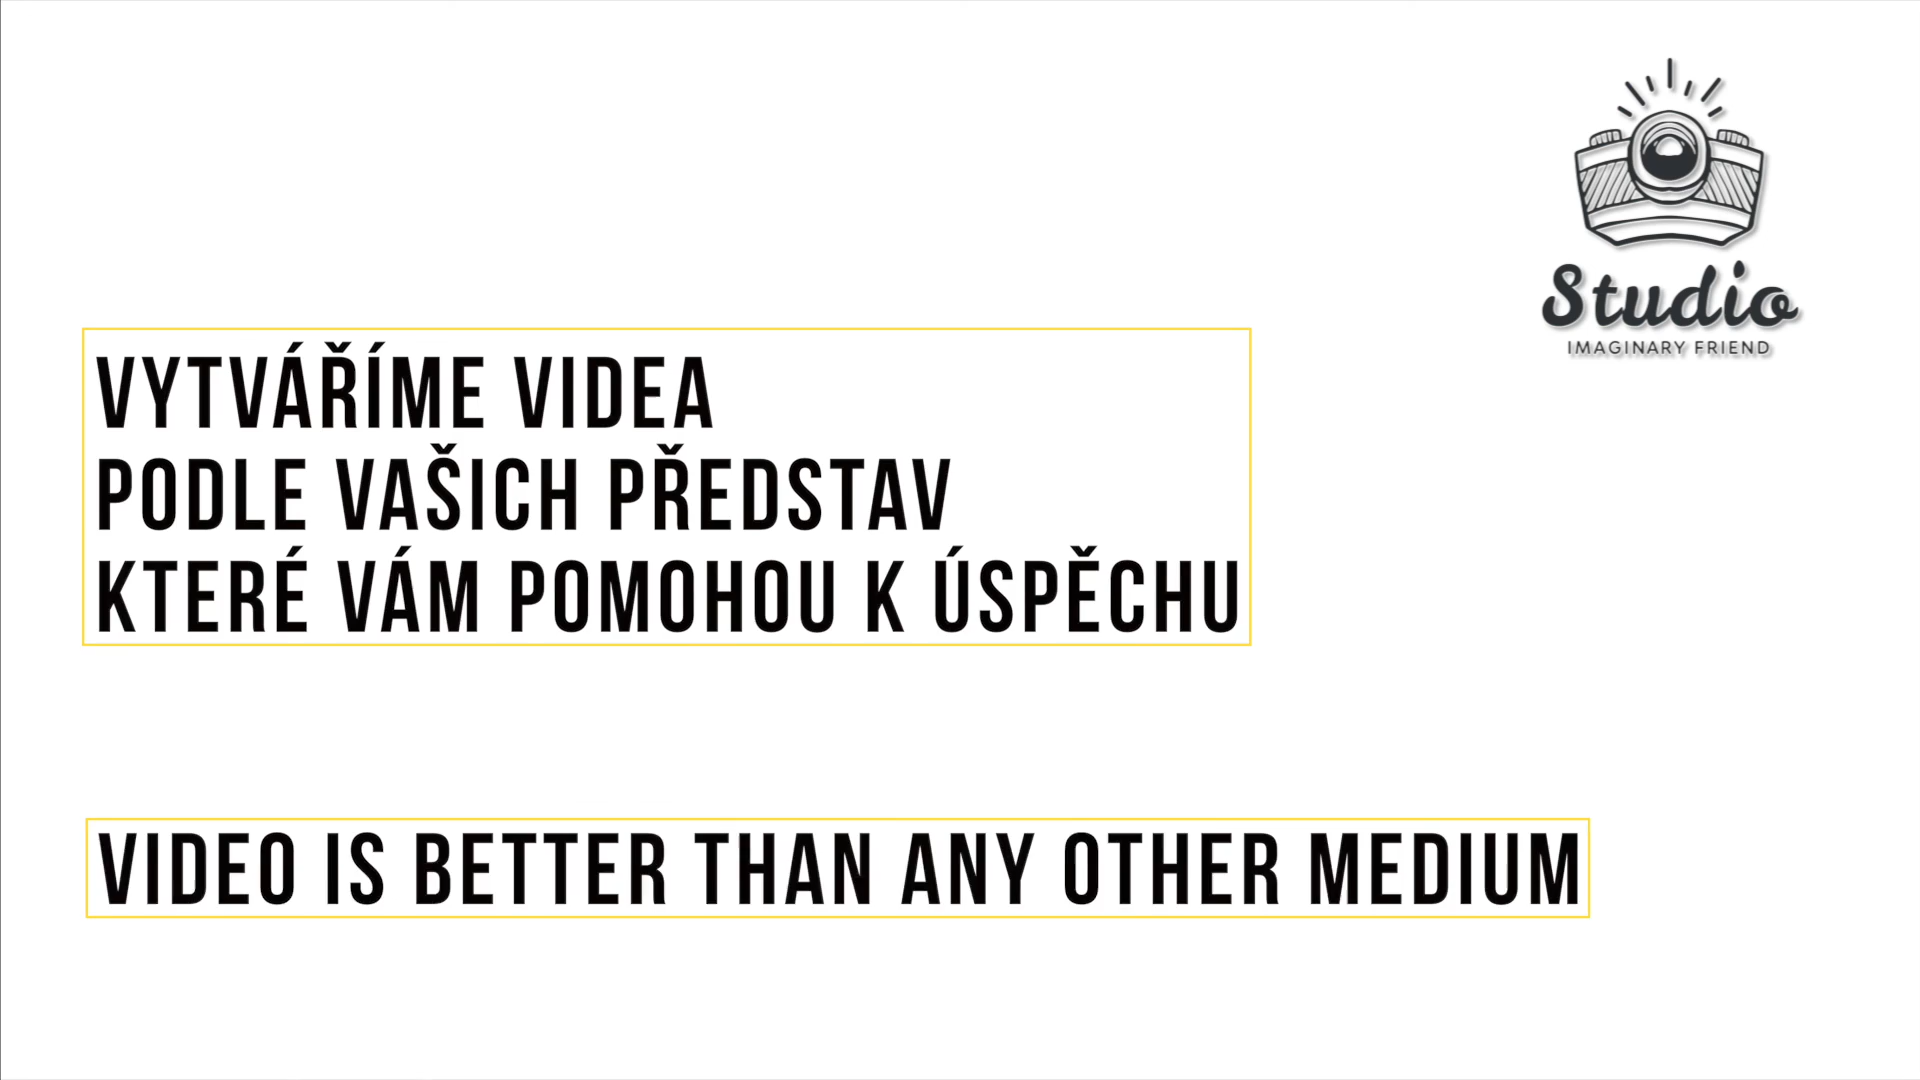 Studio
IMAGINARY FRIEND
VYTVÁŘÍME VIDEA
PODLE VAŠICH PŘEDSTAV
KTERÉ VÁM POMOHOU K ÚSPĚCHU
VIDEO IS BETTER THAN ANY OTHER MEDIUM